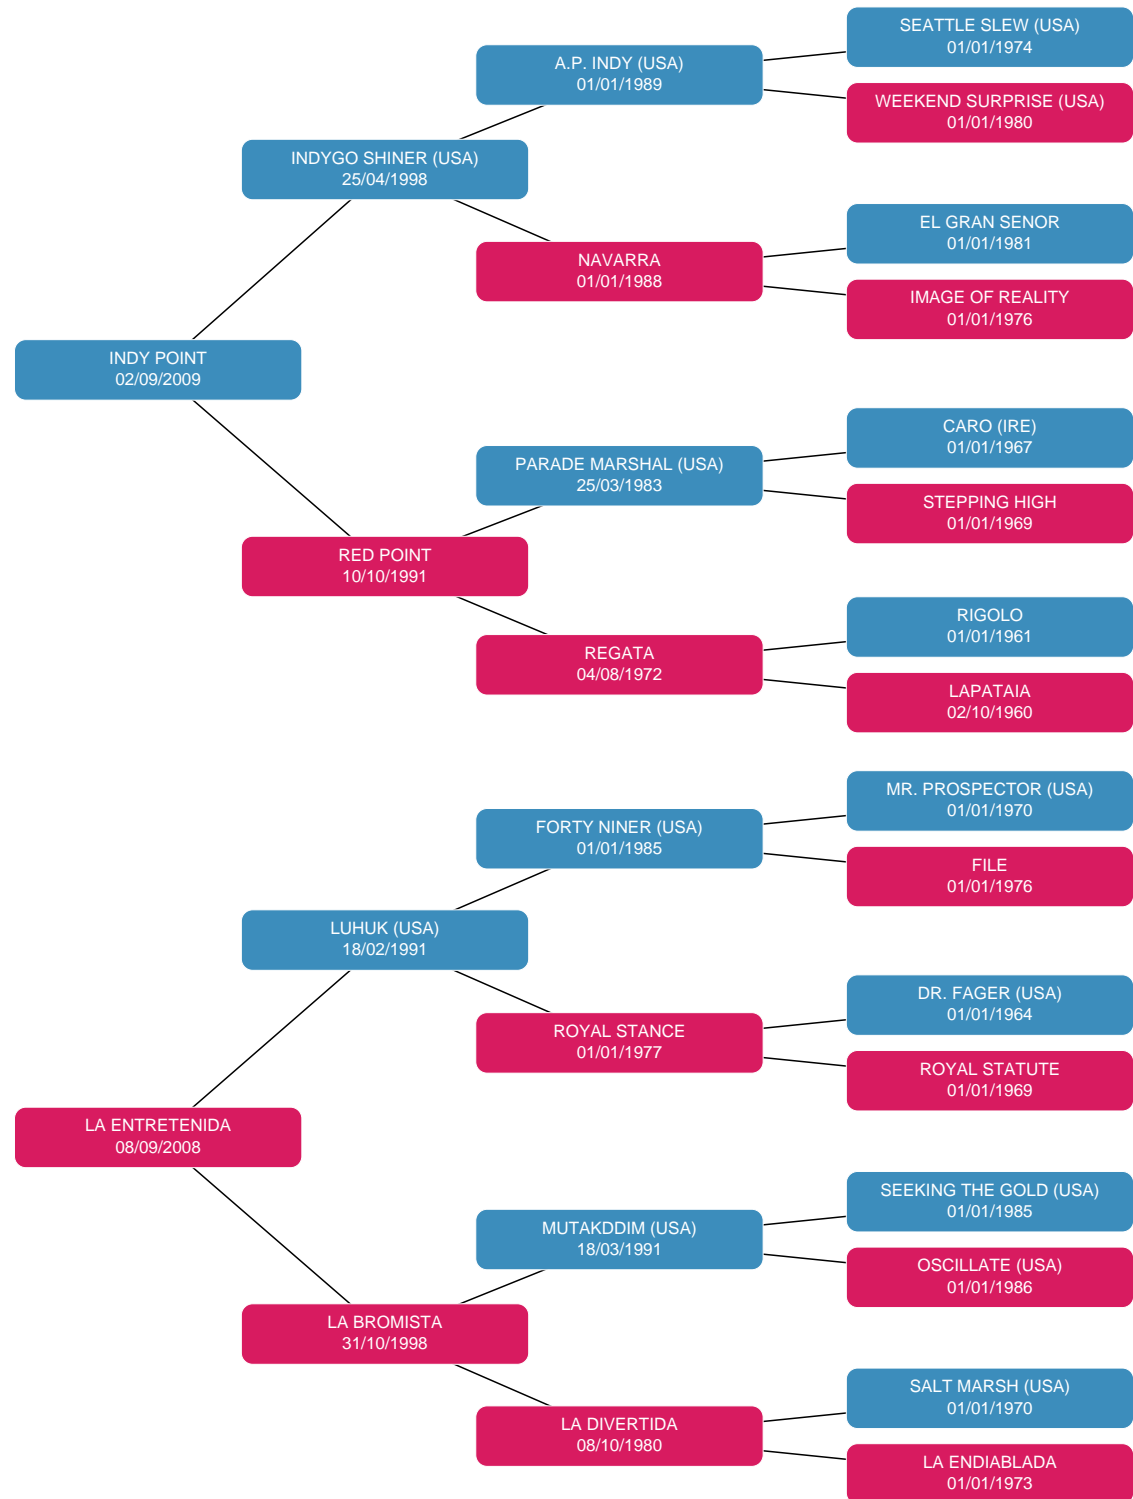 SEATTLE SLEW (USA)
01/01/1974
A.P. INDY (USA)
01/01/1989
WEEKEND SURPRISE (USA)
01/01/1980
INDYGO SHINER (USA)
25/04/1998
EL GRAN SENOR
01/01/1981
NAVARRA
01/01/1988
IMAGE OF REALITY
01/01/1976
INDY POINT
02/09/2009
CARO (IRE)
01/01/1967
PARADE MARSHAL (USA)
25/03/1983
STEPPING HIGH
01/01/1969
RED POINT
10/10/1991
RIGOLO
01/01/1961
REGATA
04/08/1972
LAPATAIA
02/10/1960
MR. PROSPECTOR (USA)
01/01/1970
FORTY NINER (USA)
01/01/1985
FILE
01/01/1976
LUHUK (USA)
18/02/1991
DR. FAGER (USA)
01/01/1964
ROYAL STANCE
01/01/1977
ROYAL STATUTE
01/01/1969
LA ENTRETENIDA
08/09/2008
SEEKING THE GOLD (USA)
01/01/1985
MUTAKDDIM (USA)
18/03/1991
OSCILLATE (USA)
01/01/1986
LA BROMISTA
31/10/1998
SALT MARSH (USA)
01/01/1970
LA DIVERTIDA
08/10/1980
LA ENDIABLADA
01/01/1973